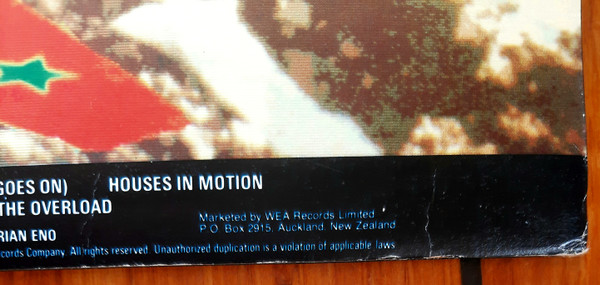 GOES ON) HOUSES IN MOTION
THE OVERLOAD
Marketed by WEA Records Limited
P.O. Box 2915, Auckland, New Zealand
RIAN ENO
cords Company. All rights reserved. Unauthorized duplication is a violation of applicable laws